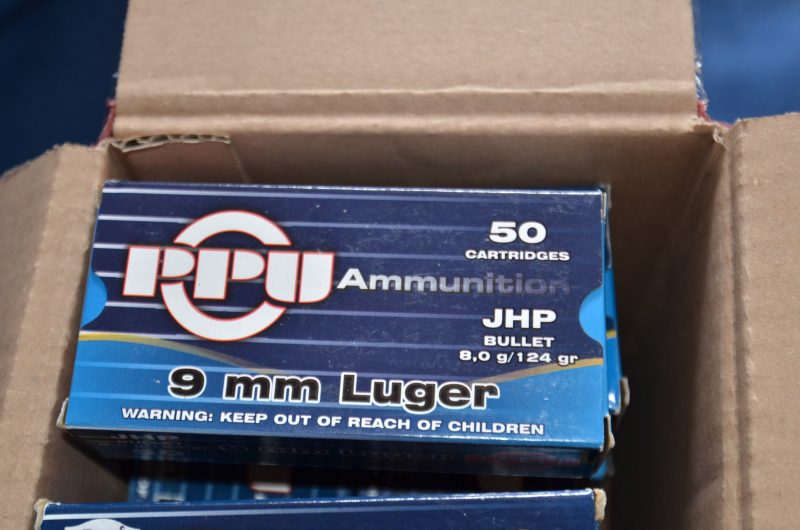 50
CARTRIDGES
PPU Ammunition
JHP
BULLET
8,0 g/124 gr
9 mm Luger
WARNING: KEEP OUT OF REACH OF CHILDREN
JHP